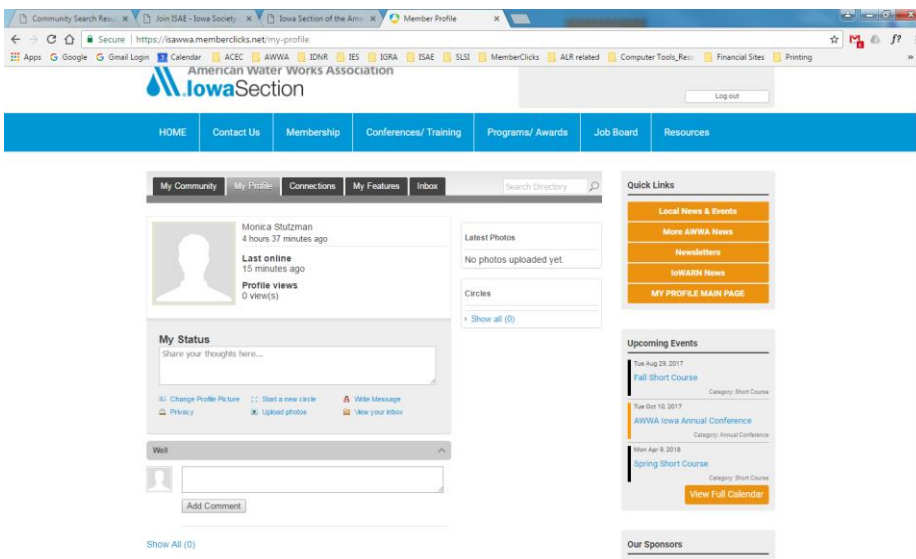 Community Search Resu
Join ISAE - Iowa Society
Iowa Section of the Ame
Member Profile
Secure | https://isawwa.memberclicks.net/my-profile
Apps Google Gmail Login Calendar ACEC AWWA IDNR IES IGRA ISAE SLSI MemberClicks ALR related Computer Tools_Reso Financial Sites Printing
American Water Works Association
IowaSection
Log out
HOME Contact Us Membership Conferences/ Training Programs/ Awards Job Board Resources
My Community My Profile Connections My Features Inbox Search Directory
Monica Stutzman
4 hours 37 minutes ago
Last online
15 minutes ago
Profile views
0 view(s)
Latest Photos
No photos uploaded yet.
Circles
Show all (0)
My Status
Share your thoughts here...
Change Profile Picture Start a new circle Write Message
Privacy Upload photos View your inbox
Wall
Add Comment
Show All (0)
Quick Links
Local News & Events
More AWWA News
Newsletters
IoWARN News
MY PROFILE MAIN PAGE
Upcoming Events
Tue Aug 29, 2017
Fall Short Course
Category: Short Course
Tue Oct 10, 2017
AWWA Iowa Annual Conference
Category: Annual Conference
Mon Apr 9, 2018
Spring Short Course
Category: Short Course
View Full Calendar
Our Sponsors